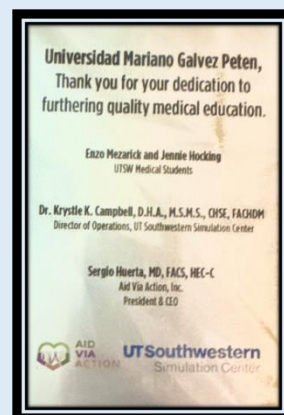 Universidad Mariano Galvez Peten,
Thank you for your dedication to
furthering quality medical education.
Enzo Mezarick and Jennie Hocking
UTSW Medical Students
Dr. Krystle K. Campbell, D.H.A., M.S.M.S., CHSE, FACHDM
Director of Operations, UT Southwestern Simulation Center
Sergio Huerta, MD, FACS, HEC-C
Aid Via Action, Inc.
President & CEO
AID
VIA
ACTION
UTSouthwestern
Simulation Center